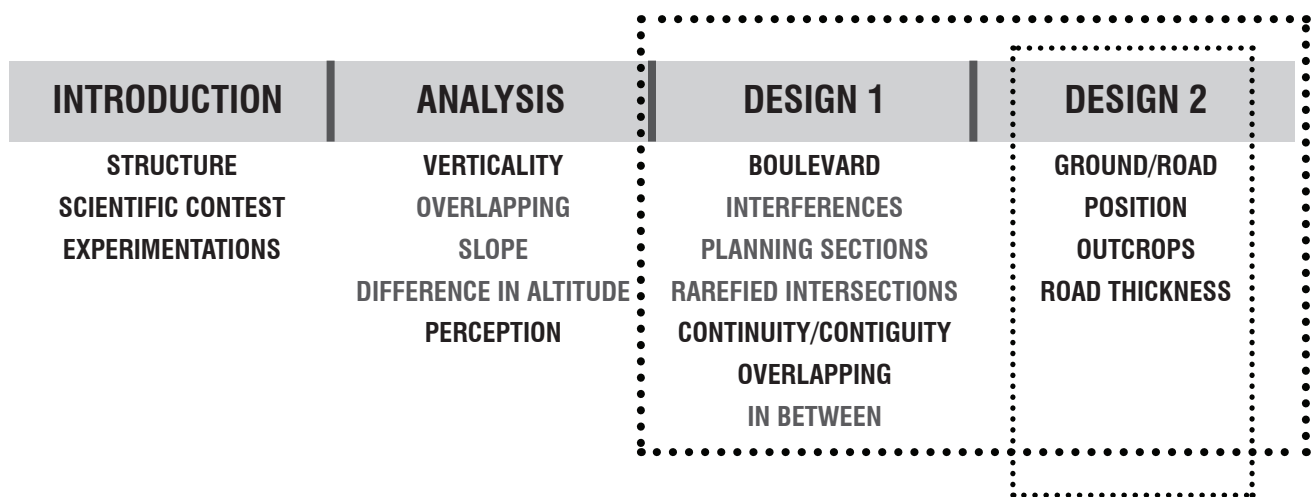 INTRODUCTION
STRUCTURE
SCIENTIFIC CONTEST
EXPERIMENTATIONS
ANALYSIS
VERTICALITY
OVERLAPPING
SLOPE
DIFFERENCE IN ALTITUDE
PERCEPTION
DESIGN 1
BOULEVARD
INTERFERENCES
PLANNING SECTIONS
RAREFIED INTERSECTIONS
CONTINUITY/CONTIGUITY
OVERLAPPING
IN BETWEEN
DESIGN 2
GROUND/ROAD
POSITION
OUTCROPS
ROAD THICKNESS